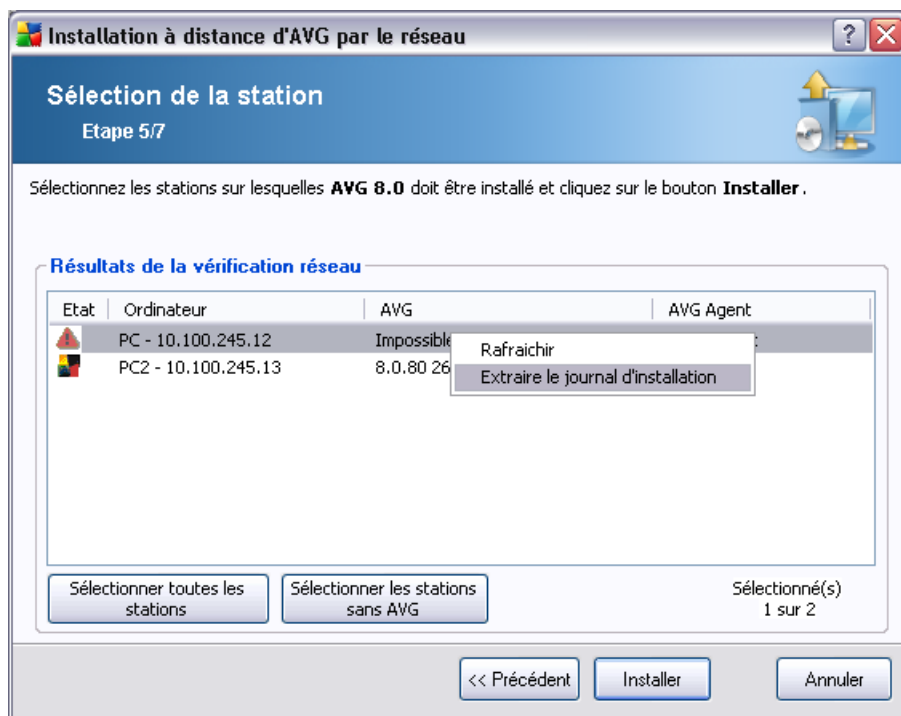 Installation à distance d'AVG par le réseau
Sélection de la station
Etape 5/7
Sélectionnez les stations sur lesquelles AVG 8.0 doit être installé et cliquez sur le bouton Installer.
Résultats de la vérification réseau
Etat Ordinateur AVG AVG Agent
PC - 10.100.245.12 Impossible
PC2 - 10.100.245.13 8.0.80 26
Rafraichir
Extraire le journal d'installation
Sélectionner toutes les
stations
Sélectionner les stations
sans AVG
Sélectionné(s)
1 sur 2
<< Précédent Installer Annuler